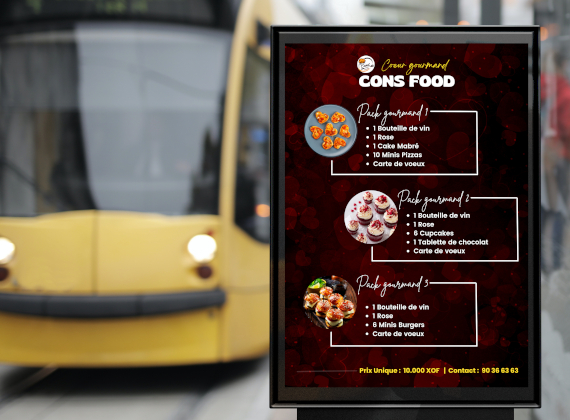 Coeur gourmand
CONS FOOD
Pack gourmand 1
• 1 Bouteille de vin
• 1 Rose
• 1 Cake Mabré
• 10 Minis Pizzas
• Carte de voeux
Pack gourmand 2
• 1 Bouteille de vin
• 1 Rose
• 6 Cupcakes
• 1 Tablette de chocolat
• Carte de voeux
Pack gourmand 3
• 1 Bouteille de vin
• 1 Rose
• 6 Minis Burgers
• Carte de voeux
Prix Unique : 10.000 XOF | Contact : 90 36 63 63